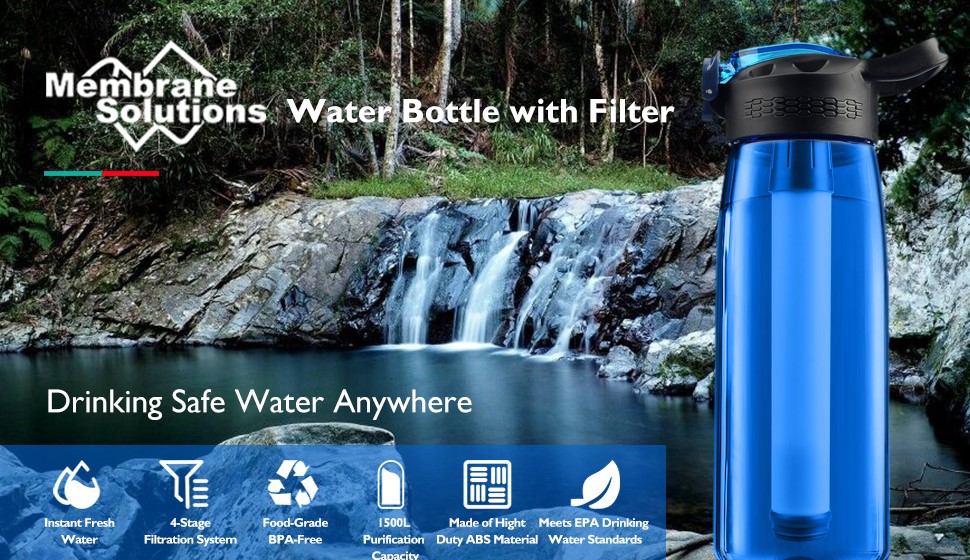 Membrane
Solutions
Water Bottle with Filter
Drinking Safe Water Anywhere
Instant Fresh
Water
4-Stage
Filtration System
Food-Grade
BPA-Free
1500L
Purification
Capacity
Made of Hight
Duty ABS Material
Meets EPA Drinking
Water Standards